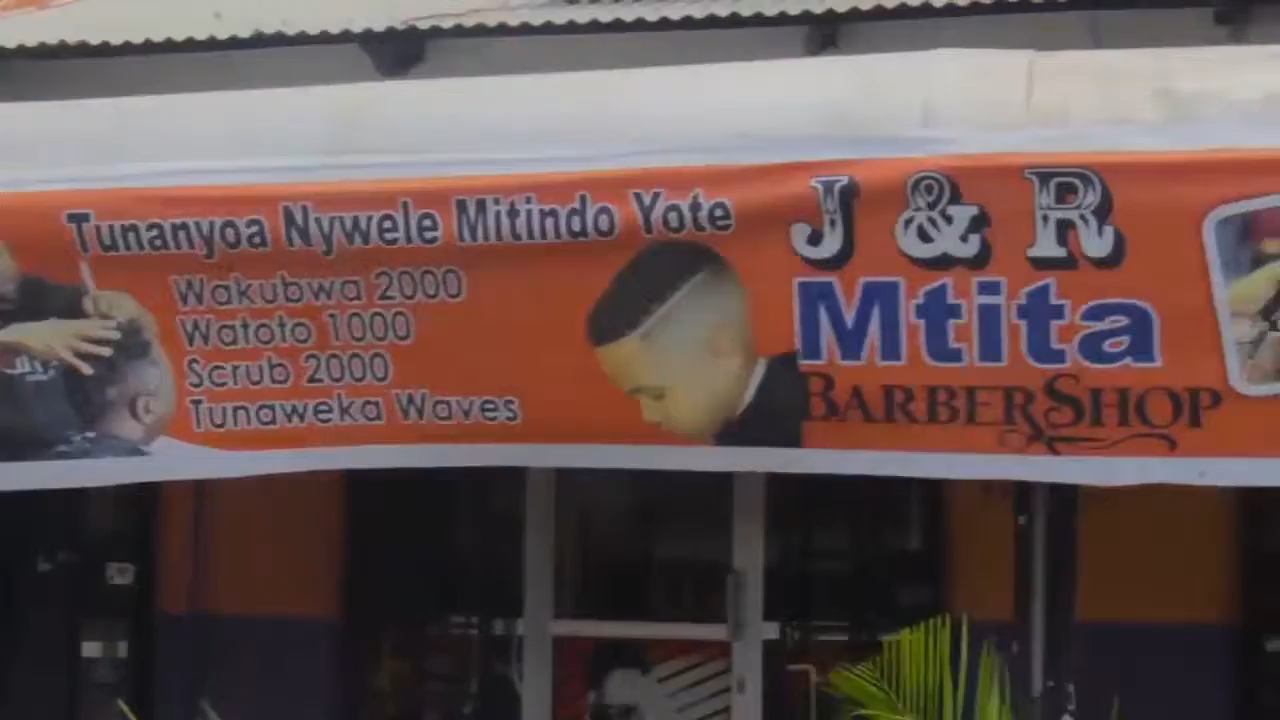 Tunanyoa Nywele Mitindo Yote
Wakubwa 2000
Watoto 1000
Scrub 2000
Tunaweka Waves
J & R
Mtita
BARBERSHOP